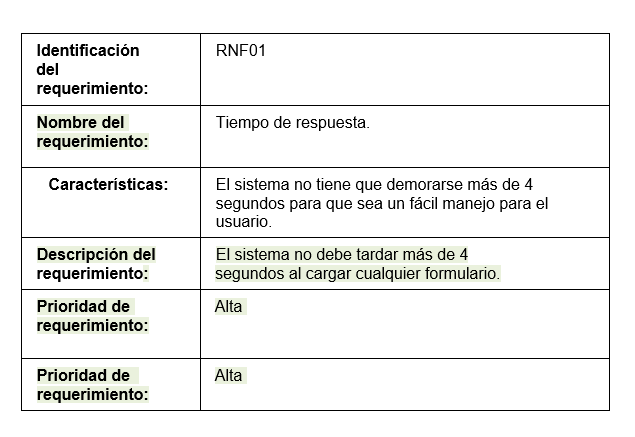 Identificación
del
requerimiento:
RNF01
Nombre del
requerimiento:
Tiempo de respuesta.
Características:
El sistema no tiene que demorarse más de 4
segundos para que sea un fácil manejo para el
usuario.
Descripción del
requerimiento:
El sistema no debe tardar más de 4
segundos al cargar cualquier formulario.
Prioridad de
requerimiento:
Alta
Prioridad de
requerimiento:
Alta